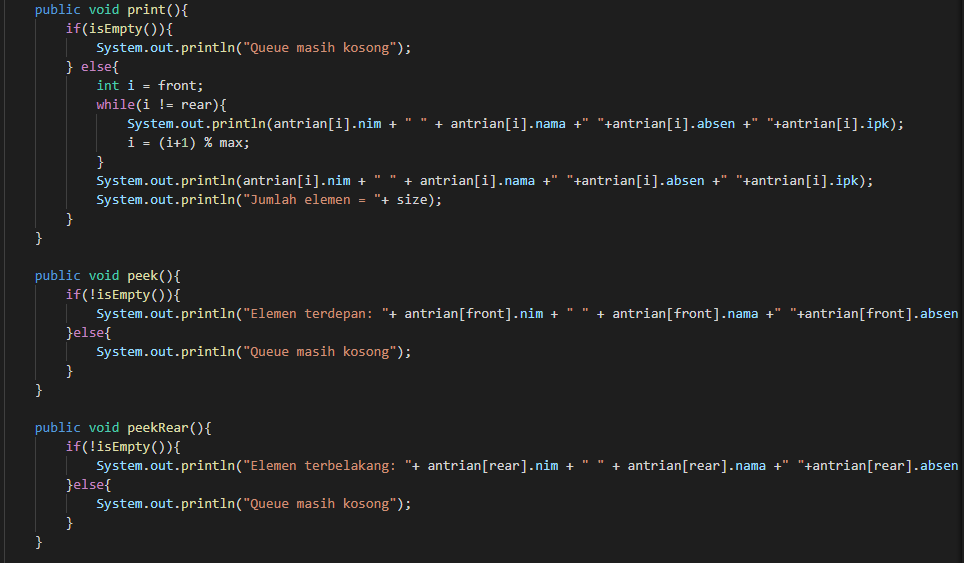 public void print(){
if(isEmpty()){
System.out.println("Queue masih kosong");
} else{
int i = front;
while(i != rear){
System.out.println(antrian[i].nim + " " + antrian[i].nama +" "+antrian[i].absen +" "+antrian[i].ipk);
i = (i+1) % max;
}
System.out.println(antrian[i].nim + " " + antrian[i].nama +" "+antrian[i].absen +" "+antrian[i].ipk);
System.out.println("Jumlah elemen = "+ size);
}
}
public void peek(){
if(!isEmpty()){
System.out.println("Elemen terdepan: "+ antrian[front].nim + " " + antrian[front].nama +" "+antrian[front].absen
}else{
System.out.println("Queue masih kosong");
}
}
public void peekRear(){
if(!isEmpty()){
System.out.println("Elemen terbelakang: "+ antrian[rear].nim + " " + antrian[rear].nama +" "+antrian[rear].absen
}else{
System.out.println("Queue masih kosong");
}
}